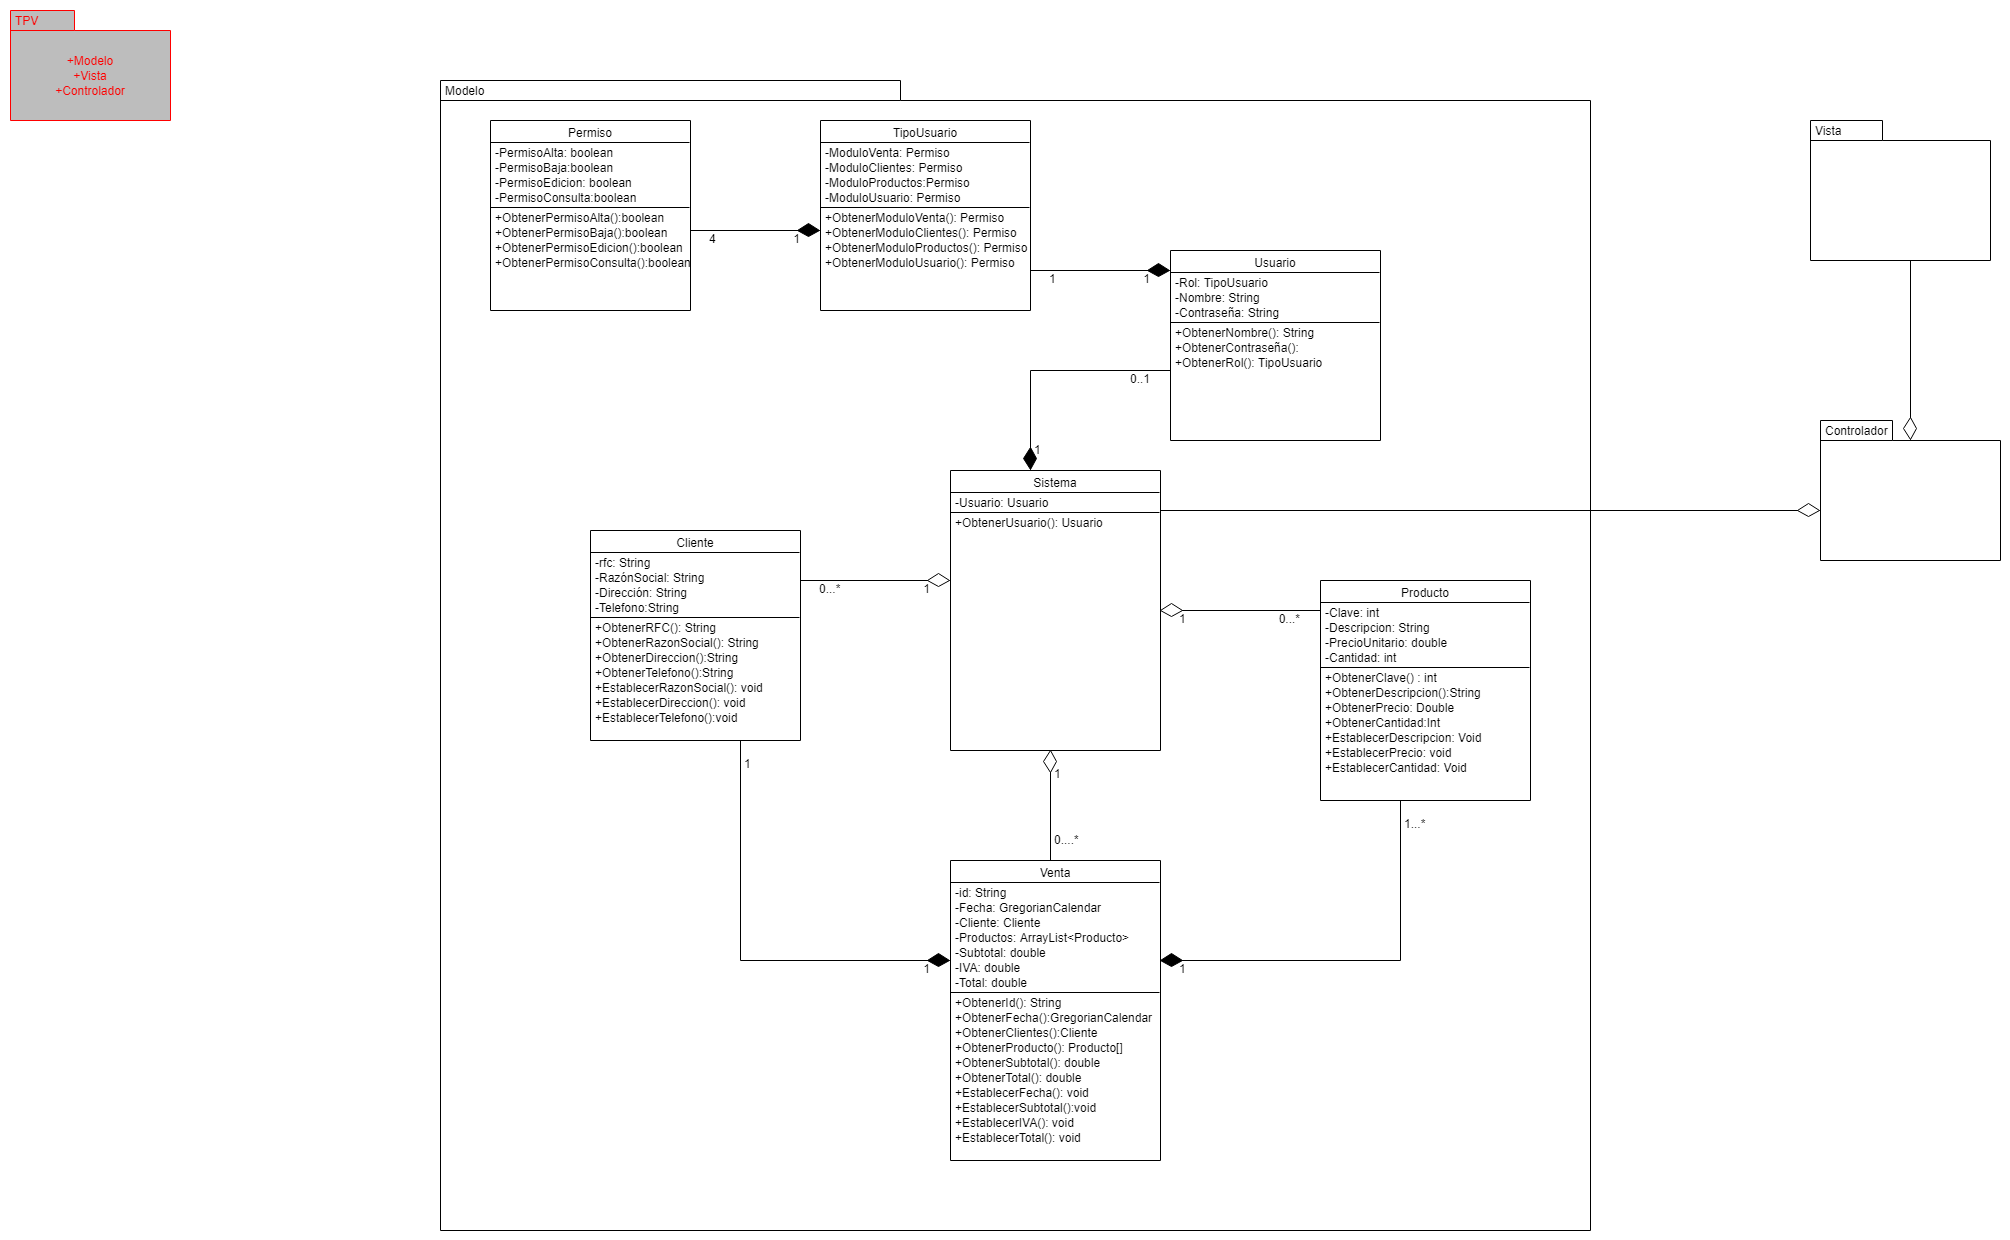 TPV
+Modelo
+Vista
+Controlador
Modelo
Permiso
-PermisoAlta: boolean
-PermisoBaja:boolean
-PermisoEdicion: boolean
-PermisoConsulta:boolean
+ObtenerPermisoAlta():boolean
+ObtenerPermisoBaja():boolean
+ObtenerPermisoEdicion():boolean
+ObtenerPermisoConsulta():boolean
4
1
TipoUsuario
-ModuloVenta: Permiso
-ModuloClientes: Permiso
-ModuloProductos:Permiso
-ModuloUsuario: Permiso
+ObtenerModuloVenta(): Permiso
+ObtenerModuloClientes(): Permiso
+ObtenerModuloProductos(): Permiso
+ObtenerModuloUsuario(): Permiso
1
1
Usuario
-Rol: TipoUsuario
-Nombre: String
-Contraseña: String
+ObtenerNombre(): String
+ObtenerContraseña():
+ObtenerRol(): TipoUsuario
0..1
1
Vista
Controlador
Sistema
-Usuario: Usuario
+ObtenerUsuario(): Usuario
Cliente
-rfc: String
-RazónSocial: String
-Dirección: String
-Telefono:String
+ObtenerRFC(): String
+ObtenerRazonSocial(): String
+ObtenerDireccion():String
+ObtenerTelefono():String
+EstablecerRazonSocial(): void
+EstablecerDireccion(): void
+EstablecerTelefono():void
0...*
1
1
0...*
Producto
-Clave: int
-Descripcion: String
-PrecioUnitario: double
-Cantidad: int
+ObtenerClave() : int
+ObtenerDescripcion():String
+ObtenerPrecio: Double
+ObtenerCantidad:Int
+EstablecerDescripcion: Void
+EstablecerPrecio: void
+EstablecerCantidad: Void
1
1
0....*
1...*
Venta
-id: String
-Fecha: GregorianCalendar
-Cliente: Cliente
-Productos: ArrayList<Producto>
-Subtotal: double
-IVA: double
-Total: double
+ObtenerId(): String
+ObtenerFecha():GregorianCalendar
+ObtenerClientes():Cliente
+ObtenerProducto(): Producto[]
+ObtenerSubtotal(): double
+ObtenerTotal(): double
+EstablecerFecha(): void
+EstablecerSubtotal():void
+EstablecerIVA(): void
+EstablecerTotal(): void
1
1